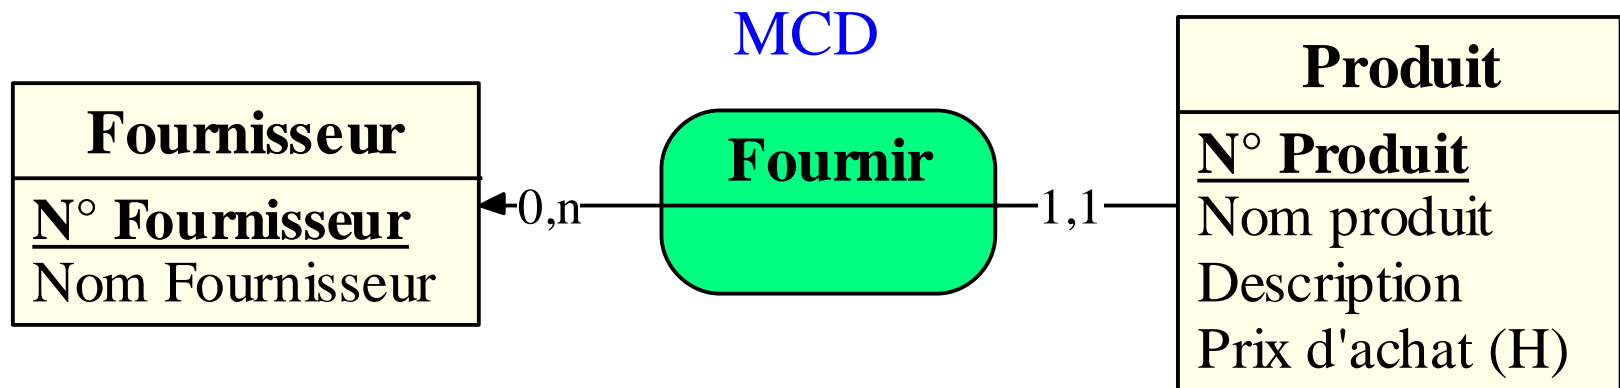 MCD
Fournisseur
N° Fournisseur
Nom Fournisseur
0,n
Fournir
1,1
Produit
N° Produit
Nom produit
Description
Prix d'achat (H)